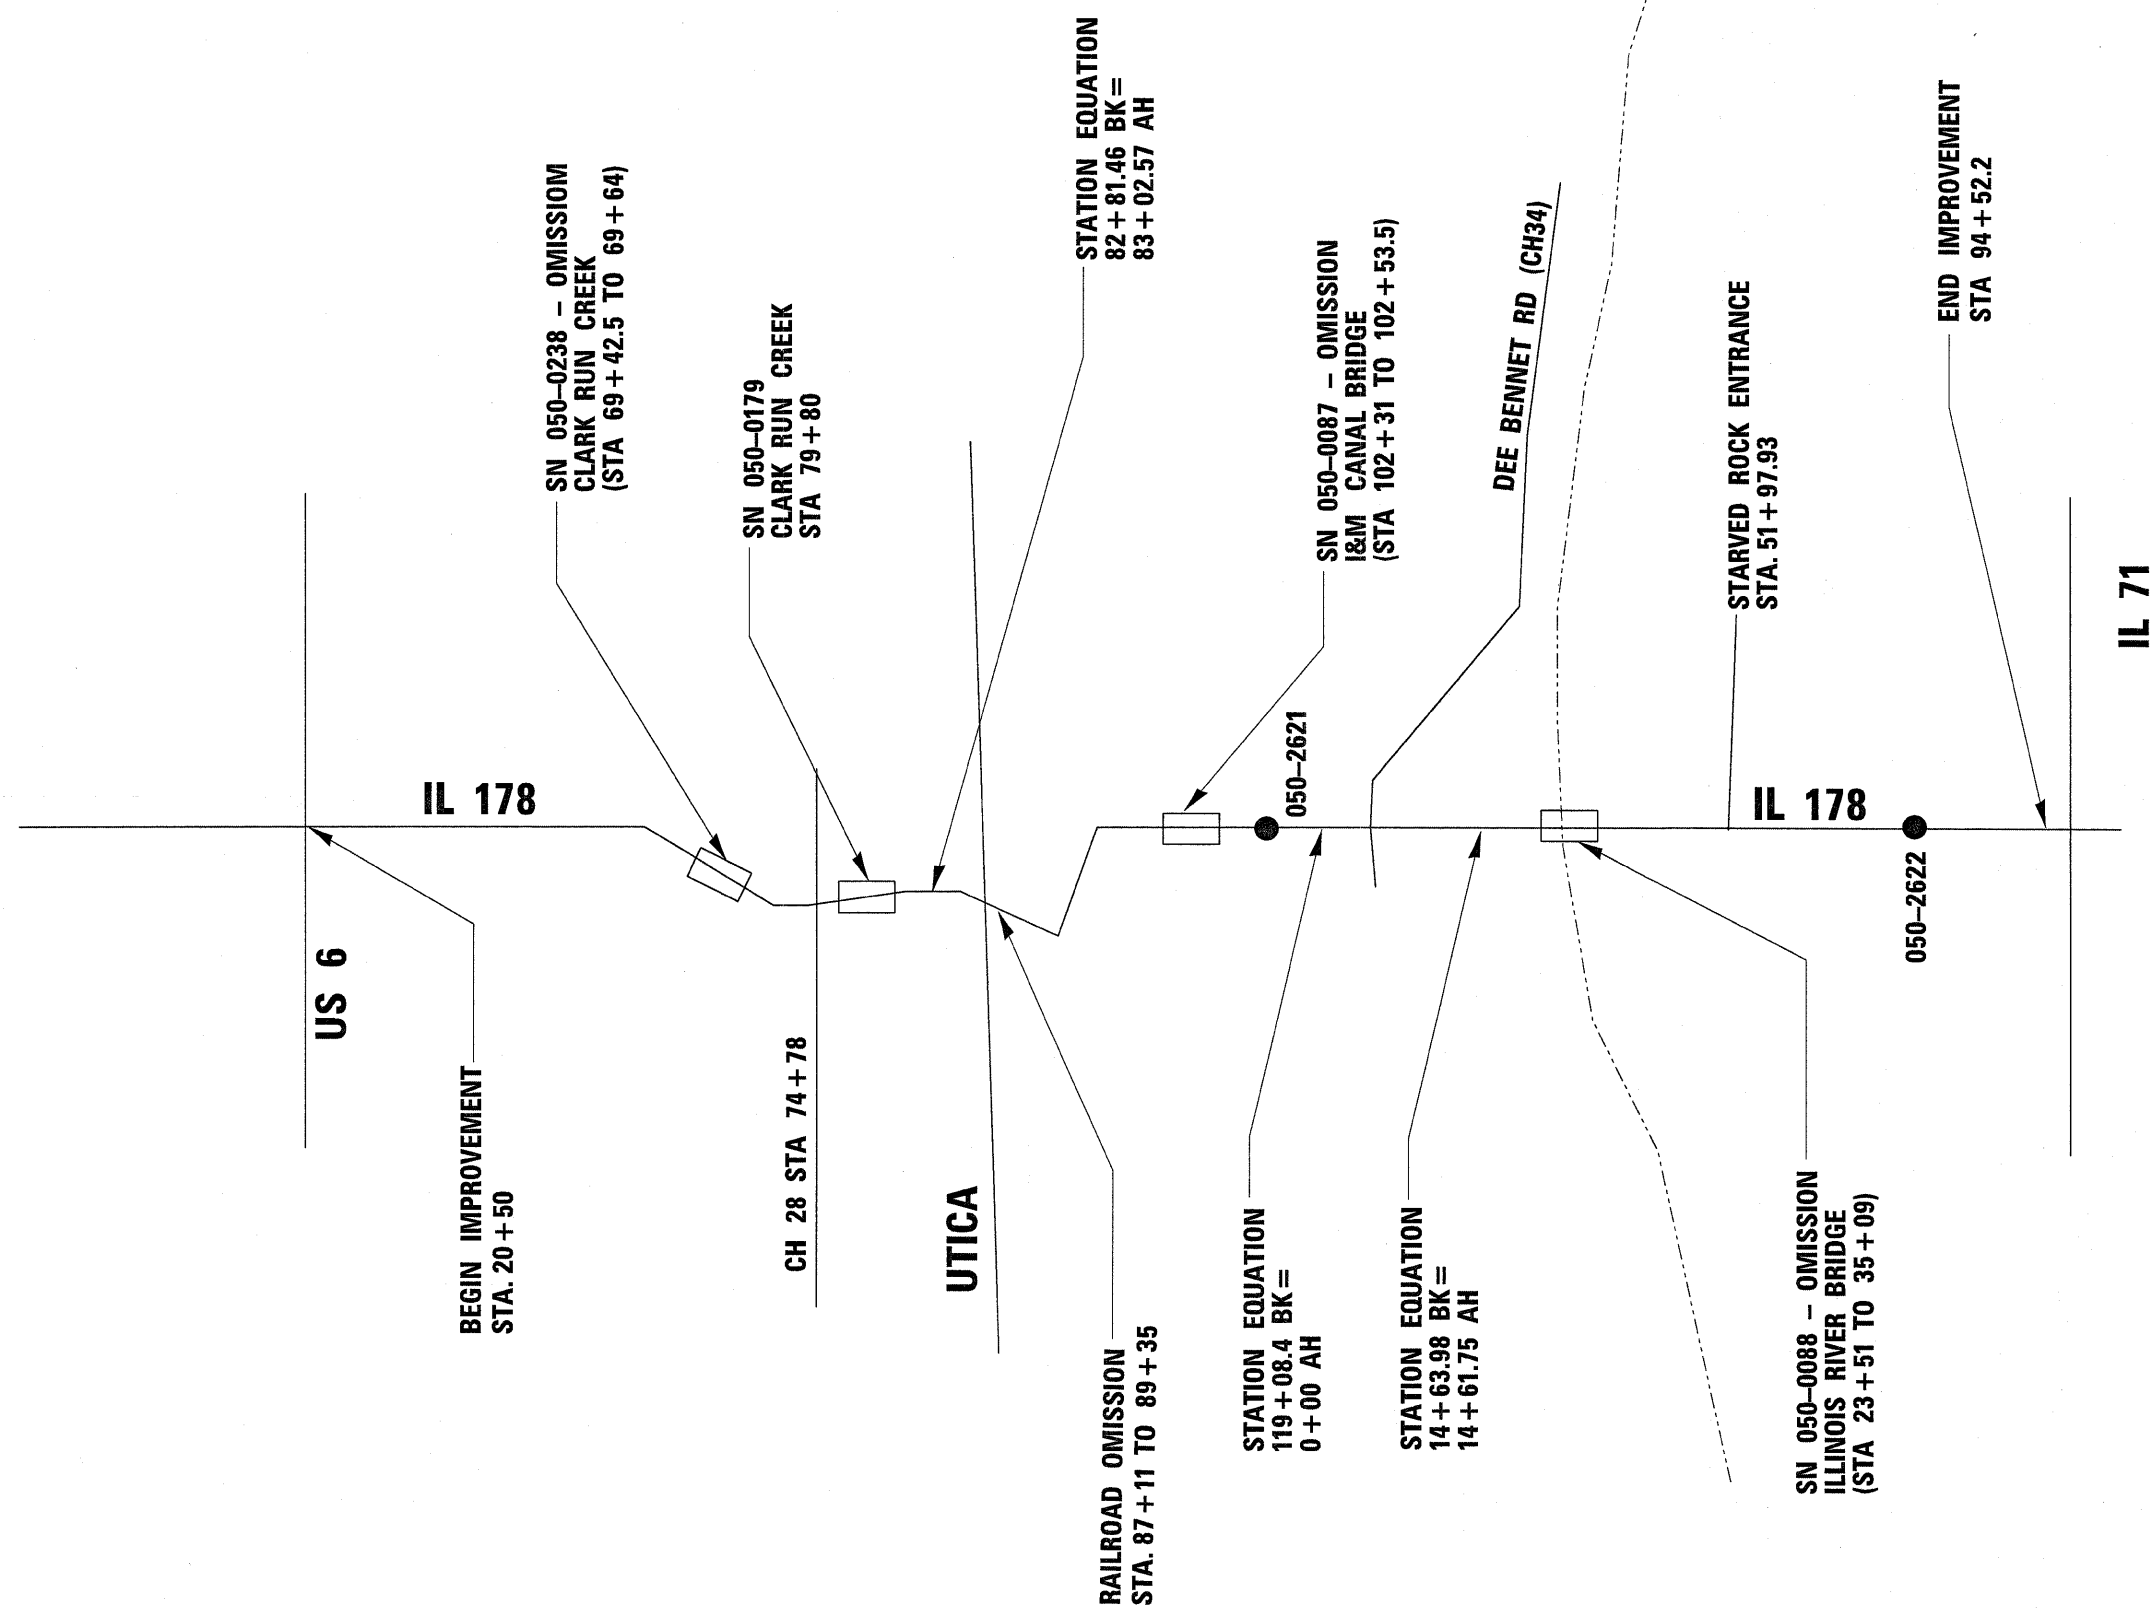 US 6
BEGIN IMPROVEMENT
STA. 20+50
IL 178
SN 050-0238 - OMISSIOM
CLARK RUN CREEK
(STA 69+42.5 TO 69+64)
CH 28 STA 74+78
SN 050-0179
CLARK RUN CREEK
STA 79+80
UTICA
STATION EQUATION
82+81.46 BK=
83+02.57 AH
RAILROAD OMISSION
STA. 87+11 TO 89+35
SN 050-0087 - OMISSION
I&M CANAL BRIDGE
(STA 102+31 TO 102+53.5)
050-2621
STATION EQUATION
119+08.4 BK=
0+00 AH
DEE BENNET RD (CH34)
STATION EQUATION
14+63.98 BK=
14+61.75 AH
SN 050-0088 - OMISSION
ILLINOIS RIVER BRIDGE
(STA 23+51 TO 35+09)
STARVED ROCK ENTRANCE
STA. 51+97.93
IL 178
050-2622
END IMPROVEMENT
STA 94+52.2
IL 71